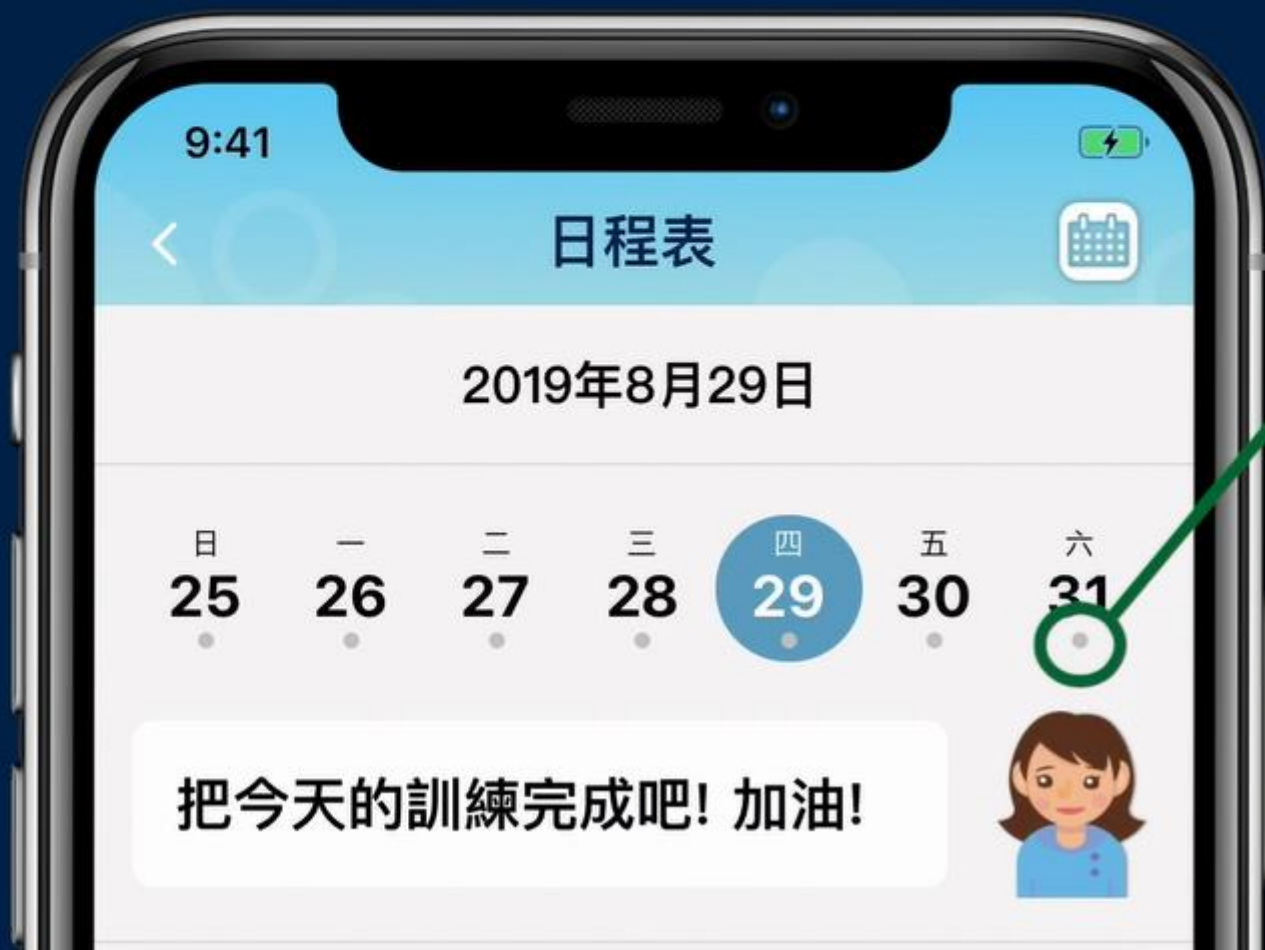 9:41
日程表
2019年8月29日
日 一 二 三 四 五 六
25 26 27 28 29 30 31
把今天的訓練完成吧! 加油!